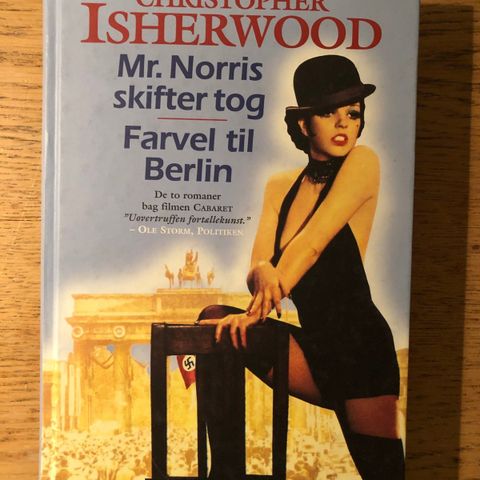 CHRISTOPHER
ISHERWOOD
Mr. Norris
skifter tog
Farvel til
Berlin
De to romaner
bag filmen CABARET
"Uovertruffen fortællekunst."
– OLE STORM, POLITIKEN